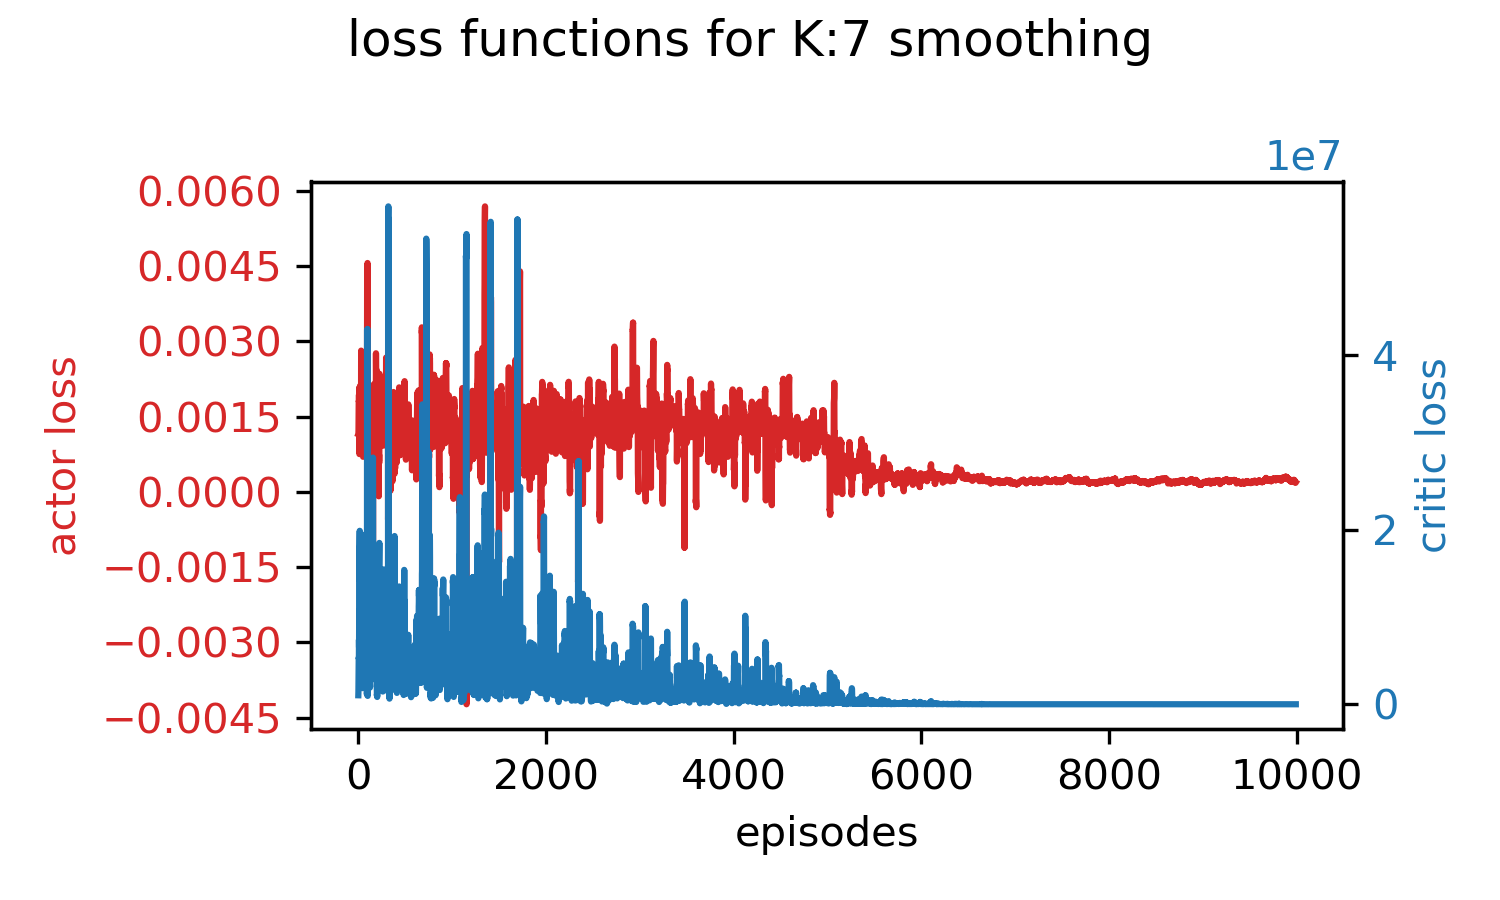 loss functions for K:7 smoothing
1e7
0.0060
0.0045
0.0030
0.0015
0.0000
−0.0015
−0.0030
−0.0045
actor loss
4
2
0
critic loss
0 2000 4000 6000 8000 10000
episodes